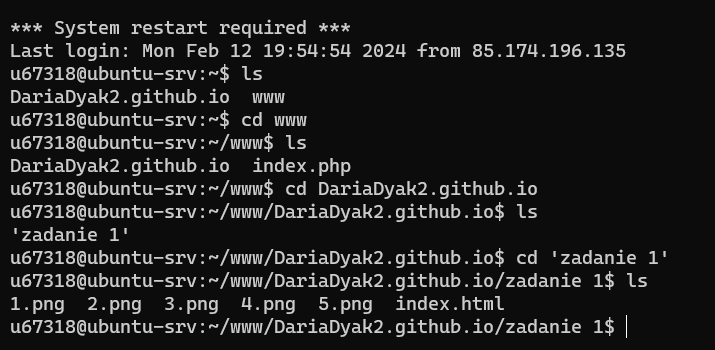 *** System restart required ***
Last login: Mon Feb 12 19:54:54 2024 from 85.174.196.135
u67318@ubuntu-srv:~$ ls
DariaDyak2.github.io  www
u67318@ubuntu-srv:~$ cd www
u67318@ubuntu-srv:~/www$ ls
DariaDyak2.github.io  index.php
u67318@ubuntu-srv:~/www$ cd DariaDyak2.github.io
u67318@ubuntu-srv:~/www/DariaDyak2.github.io$ ls
'zadanie 1'
u67318@ubuntu-srv:~/www/DariaDyak2.github.io$ cd 'zadanie 1'
u67318@ubuntu-srv:~/www/DariaDyak2.github.io/zadanie 1$ ls
1.png  2.png  3.png  4.png  5.png  index.html
u67318@ubuntu-srv:~/www/DariaDyak2.github.io/zadanie 1$